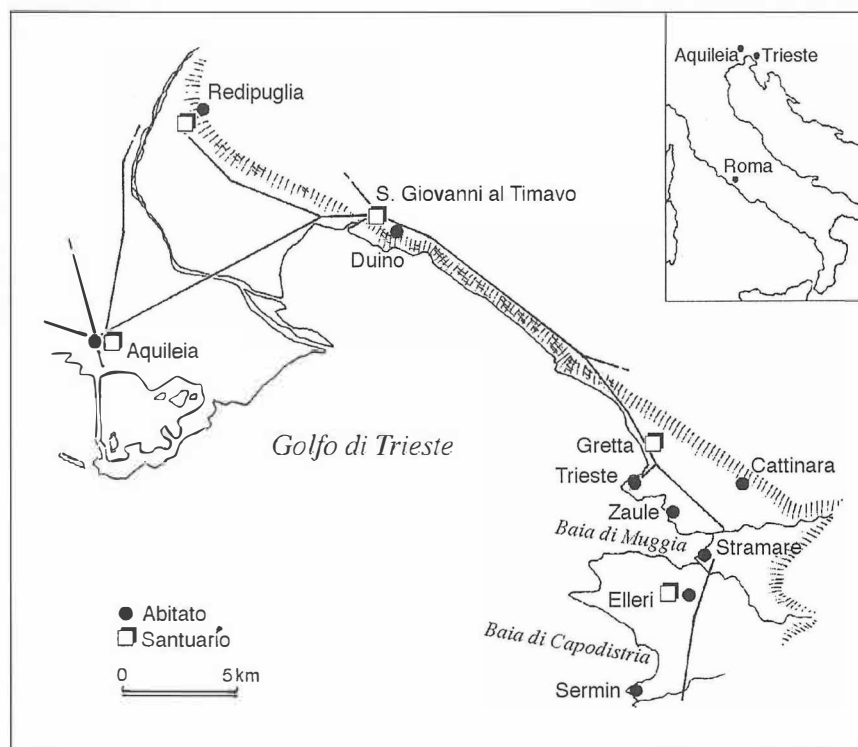 Redipuglia
S. Giovanni al Timavo
Duino
Aquileia
Golfo di Trieste
Gretta
Trieste
Cattinara
Zaule
Baia di Muggia
Stramare
Elleri
Baia di Capodistria
Sermin
Abitato
Santuario
0 5 km
Aquileia Trieste
Roma